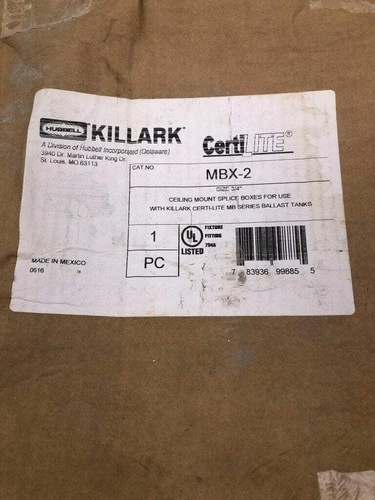 HUBBELL KILLARK® CertiLITE®
A Division of Hubbell Incorporated (Delaware)
3940 Dr. Martin Luther King Dr.
St. Louis, MO 63113
CAT.NO.
MBX-2
SIZE 3/4"
CEILING MOUNT SPLICE BOXES FOR USE
WITH KILLARK CERTI-LITE MB SERIES BALLAST TANKS
1
PC
UL
LISTED
FIXTURE
FITTING
794A
7 83936 99885 5
MADE IN MEXICO
0616